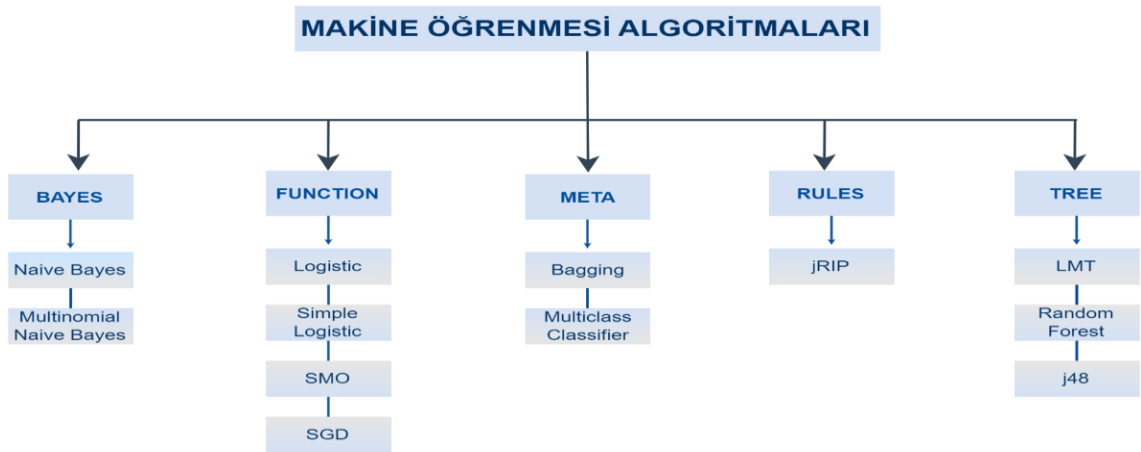 MAKİNE ÖĞRENMESİ ALGORİTMALARI
BAYES
Naive Bayes
Multinomial
Naive Bayes
FUNCTION
Logistic
Simple
Logistic
SMO
SGD
META
Bagging
Multiclass
Classifier
RULES
jRIP
TREE
LMT
Random
Forest
j48